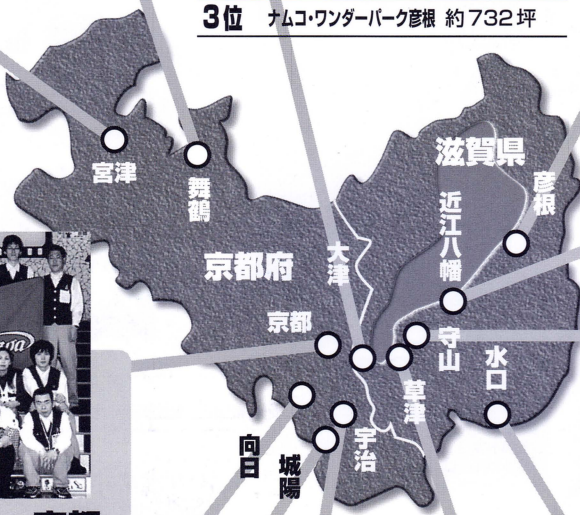 3位 ナムコ・ワンダーパーク彦根 約732坪
宮津
舞鶴
滋賀県
彦根
近江八幡
京都府
大津
京都
守山
水口
草津
宇治
向日
城陽